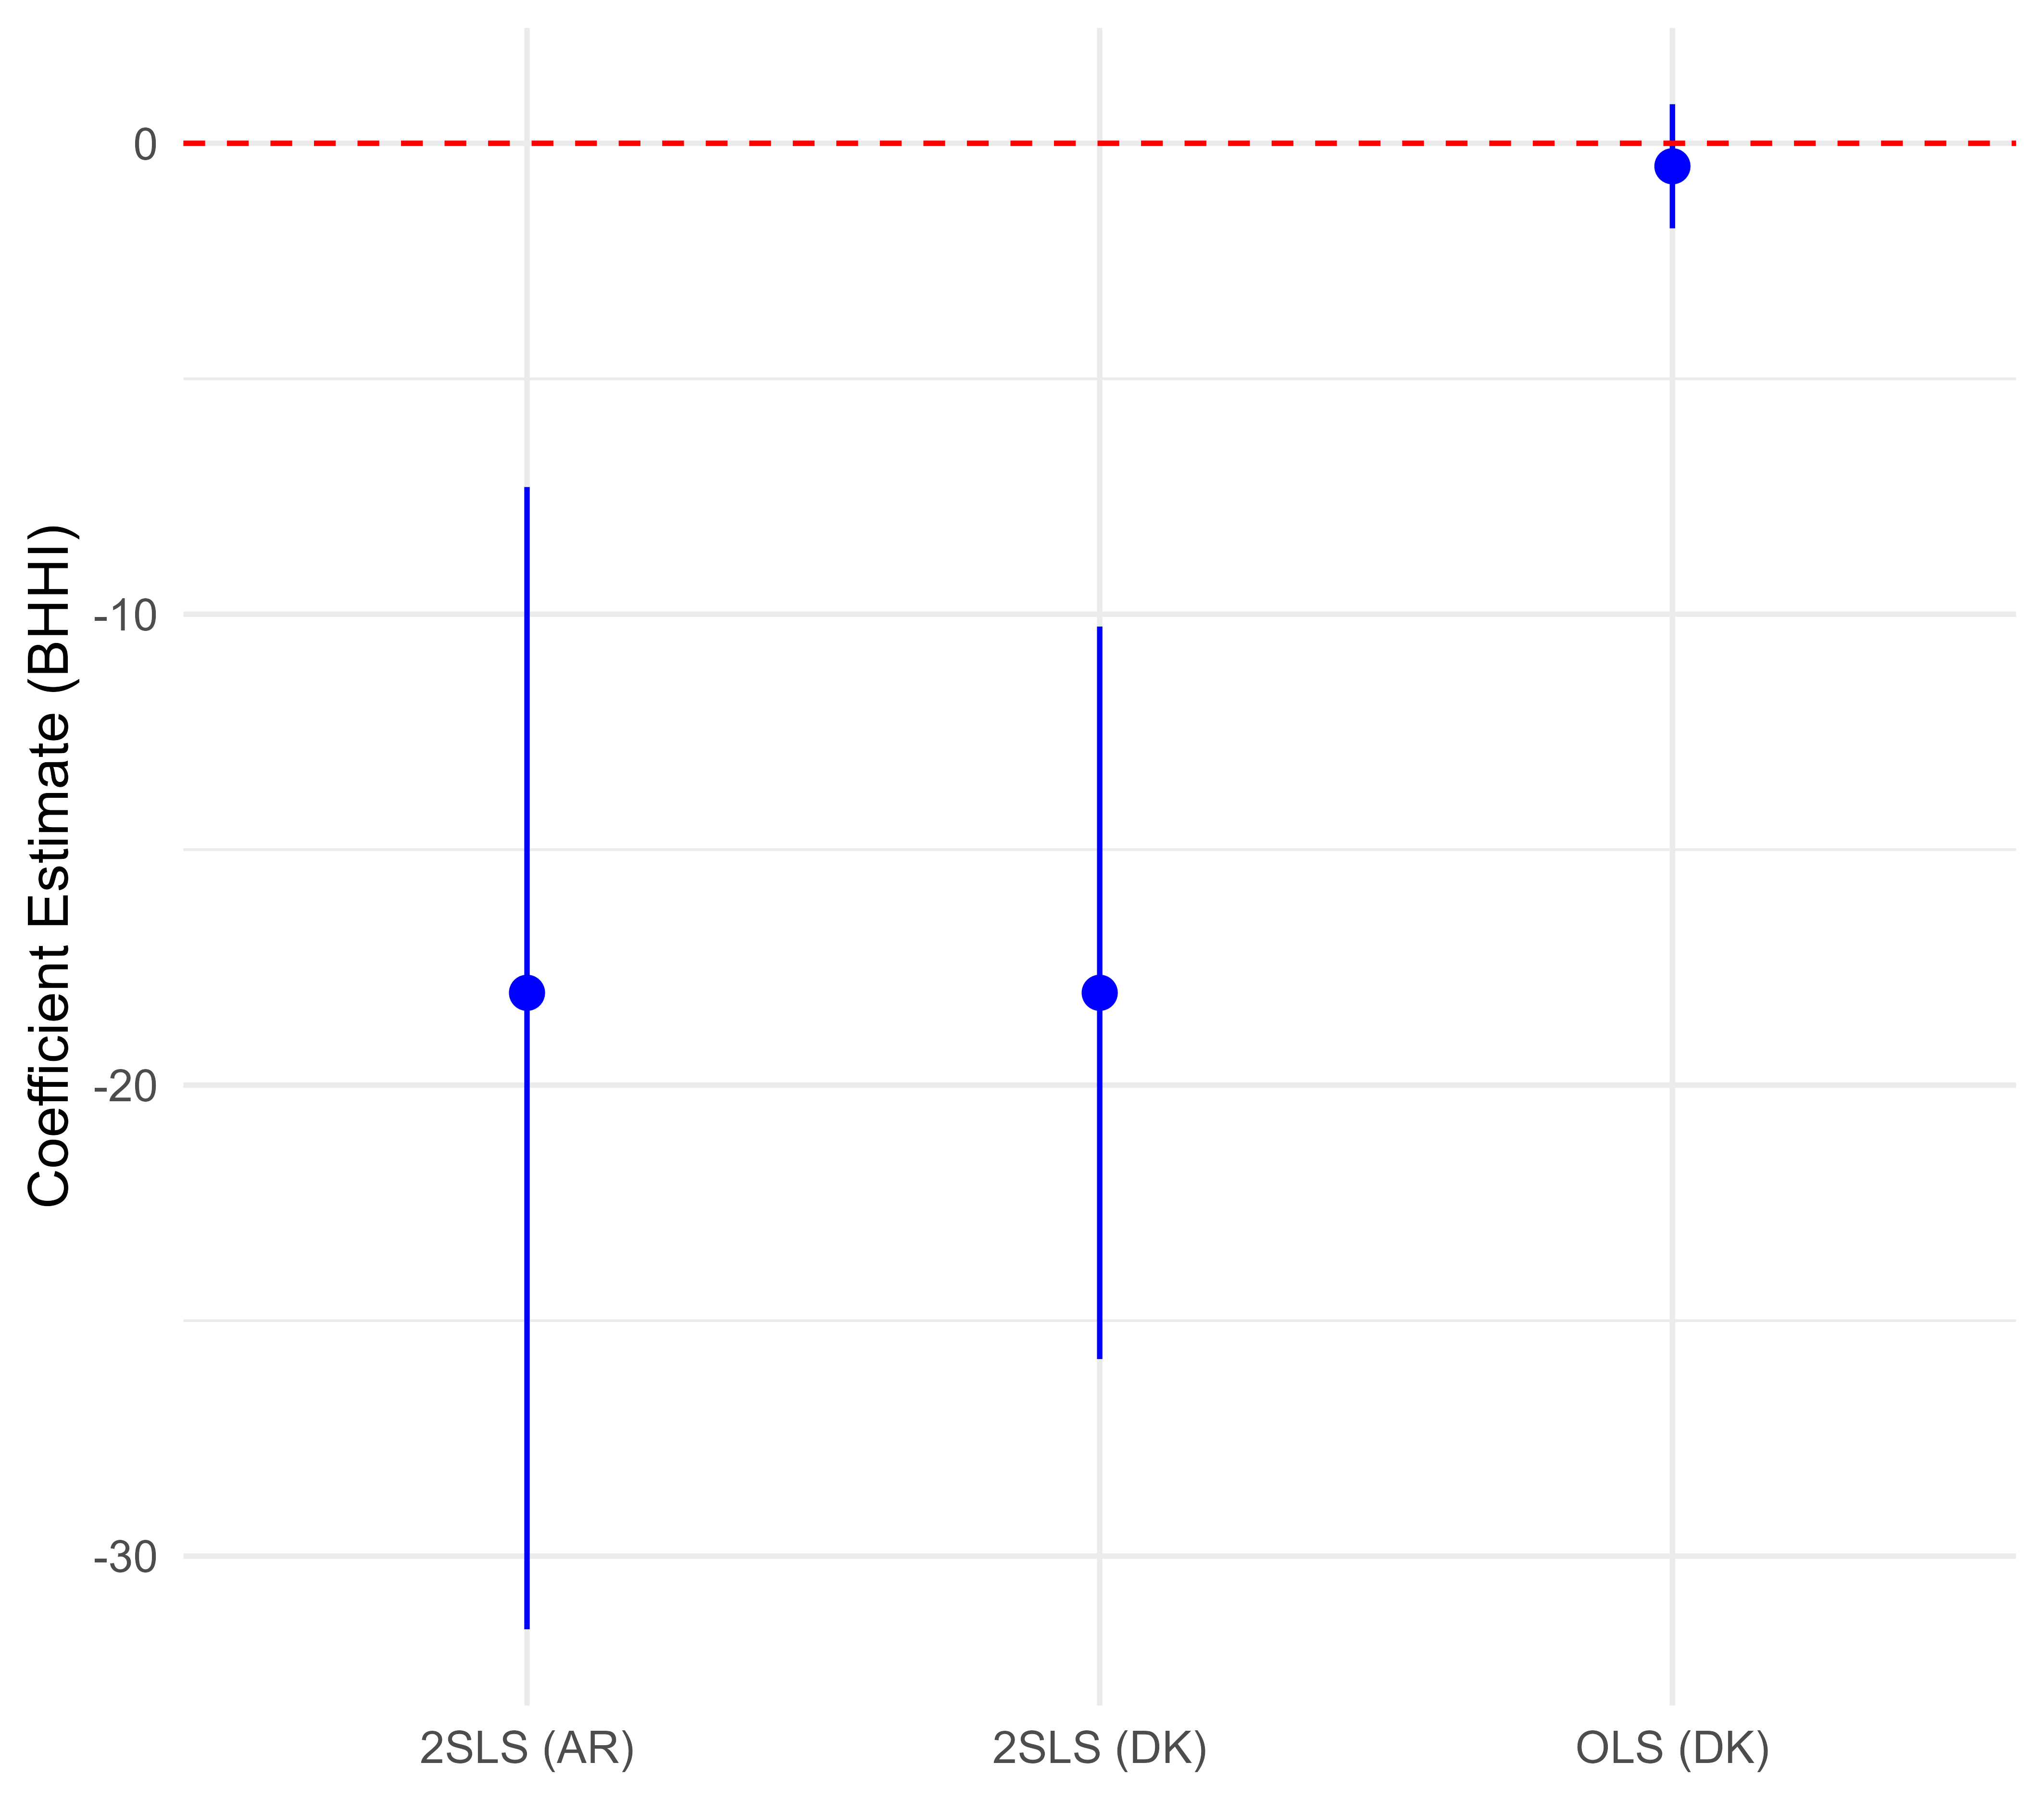 Coefficient Estimate (BHHI)
0
-10
-20
-30
2SLS (AR)
2SLS (DK)
OLS (DK)